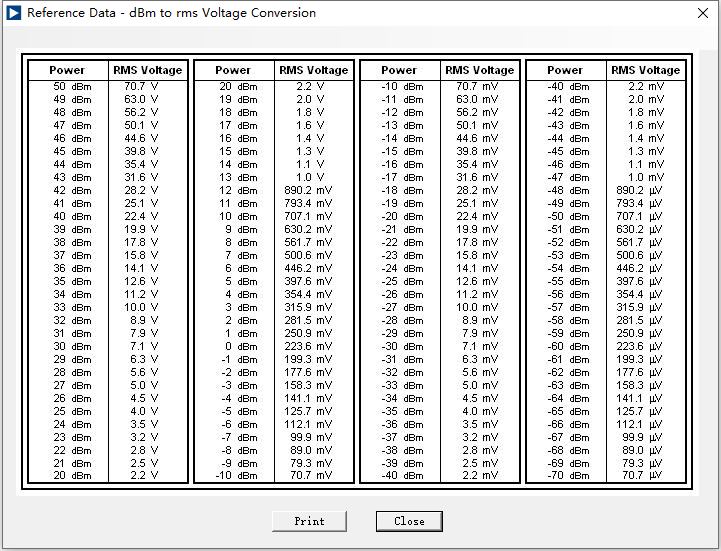 Reference Data - dBm to rms Voltage Conversion
Power RMS Voltage Power RMS Voltage Power RMS Voltage Power RMS Voltage
50 dBm 70.7 V 20 dBm 2.2 V -10 dBm 70.7 mV -40 dBm 2.2 mV
49 dBm 63.0 V 19 dBm 2.0 V -11 dBm 63.0 mV -41 dBm 2.0 mV
48 dBm 56.2 V 18 dBm 1.8 V -12 dBm 56.2 mV -42 dBm 1.8 mV
47 dBm 50.1 V 17 dBm 1.6 V -13 dBm 50.1 mV -43 dBm 1.6 mV
46 dBm 44.6 V 16 dBm 1.4 V -14 dBm 44.6 mV -44 dBm 1.4 mV
45 dBm 39.8 V 15 dBm 1.3 V -15 dBm 39.8 mV -45 dBm 1.3 mV
44 dBm 35.4 V 14 dBm 1.1 V -16 dBm 35.4 mV -46 dBm 1.1 mV
43 dBm 31.6 V 13 dBm 1.0 V -17 dBm 31.6 mV -47 dBm 1.0 mV
42 dBm 28.2 V 12 dBm 890.2 mV -18 dBm 28.2 mV -48 dBm 890.2 µV
41 dBm 25.1 V 11 dBm 793.4 mV -19 dBm 25.1 mV -49 dBm 793.4 µV
40 dBm 22.4 V 10 dBm 707.1 mV -20 dBm 22.4 mV -50 dBm 707.1 µV
39 dBm 19.9 V 9 dBm 630.2 mV -21 dBm 19.9 mV -51 dBm 630.2 µV
38 dBm 17.8 V 8 dBm 561.7 mV -22 dBm 17.8 mV -52 dBm 561.7 µV
37 dBm 15.8 V 7 dBm 500.6 mV -23 dBm 15.8 mV -53 dBm 500.6 µV
36 dBm 14.1 V 6 dBm 446.2 mV -24 dBm 14.1 mV -54 dBm 446.2 µV
35 dBm 12.6 V 5 dBm 397.6 mV -25 dBm 12.6 mV -55 dBm 397.6 µV
34 dBm 11.2 V 4 dBm 354.4 mV -26 dBm 11.2 mV -56 dBm 354.4 µV
33 dBm 10.0 V 3 dBm 315.9 mV -27 dBm 10.0 mV -57 dBm 315.9 µV
32 dBm 8.9 V 2 dBm 281.5 mV -28 dBm 8.9 mV -58 dBm 281.5 µV
31 dBm 7.9 V 1 dBm 250.9 mV -29 dBm 7.9 mV -59 dBm 250.9 µV
30 dBm 7.1 V 0 dBm 223.6 mV -30 dBm 7.1 mV -60 dBm 223.6 µV
29 dBm 6.3 V -1 dBm 199.3 mV -31 dBm 6.3 mV -61 dBm 199.3 µV
28 dBm 5.6 V -2 dBm 177.6 mV -32 dBm 5.6 mV -62 dBm 177.6 µV
27 dBm 5.0 V -3 dBm 158.3 mV -33 dBm 5.0 mV -63 dBm 158.3 µV
26 dBm 4.5 V -4 dBm 141.1 mV -34 dBm 4.5 mV -64 dBm 141.1 µV
25 dBm 4.0 V -5 dBm 125.7 mV -35 dBm 4.0 mV -65 dBm 125.7 µV
24 dBm 3.5 V -6 dBm 112.1 mV -36 dBm 3.5 mV -66 dBm 112.1 µV
23 dBm 3.2 V -7 dBm 99.9 mV -37 dBm 3.2 mV -67 dBm 99.9 µV
22 dBm 2.8 V -8 dBm 89.0 mV -38 dBm 2.8 mV -68 dBm 89.0 µV
21 dBm 2.5 V -9 dBm 79.3 mV -39 dBm 2.5 mV -69 dBm 79.3 µV
20 dBm 2.2 V -10 dBm 70.7 mV -40 dBm 2.2 mV -70 dBm 70.7 µV
Print Close